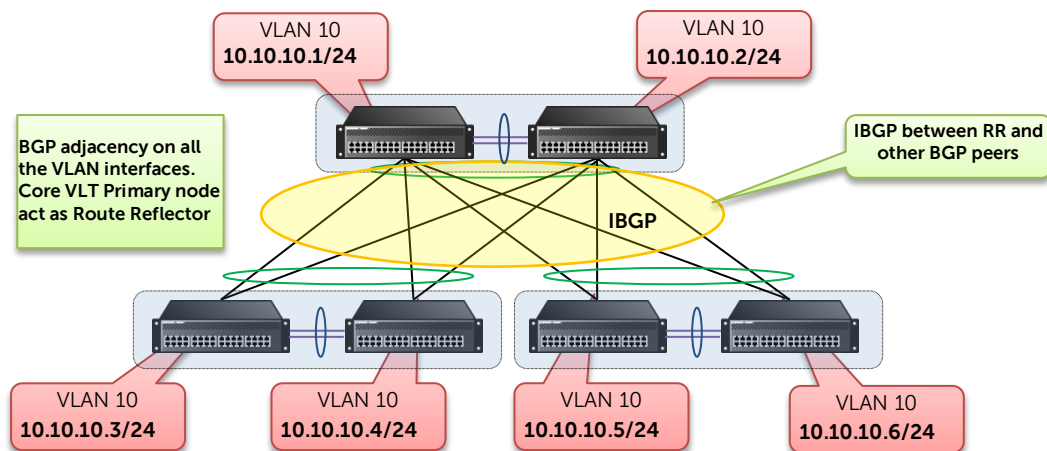 VLAN 10
10.10.10.1/24
VLAN 10
10.10.10.2/24
BGP adjacency on all
the VLAN interfaces.
Core VLT Primary node
act as Route Reflector
IBGP between RR and
other BGP peers
IBGP
VLAN 10
10.10.10.3/24
VLAN 10
10.10.10.4/24
VLAN 10
10.10.10.5/24
VLAN 10
10.10.10.6/24